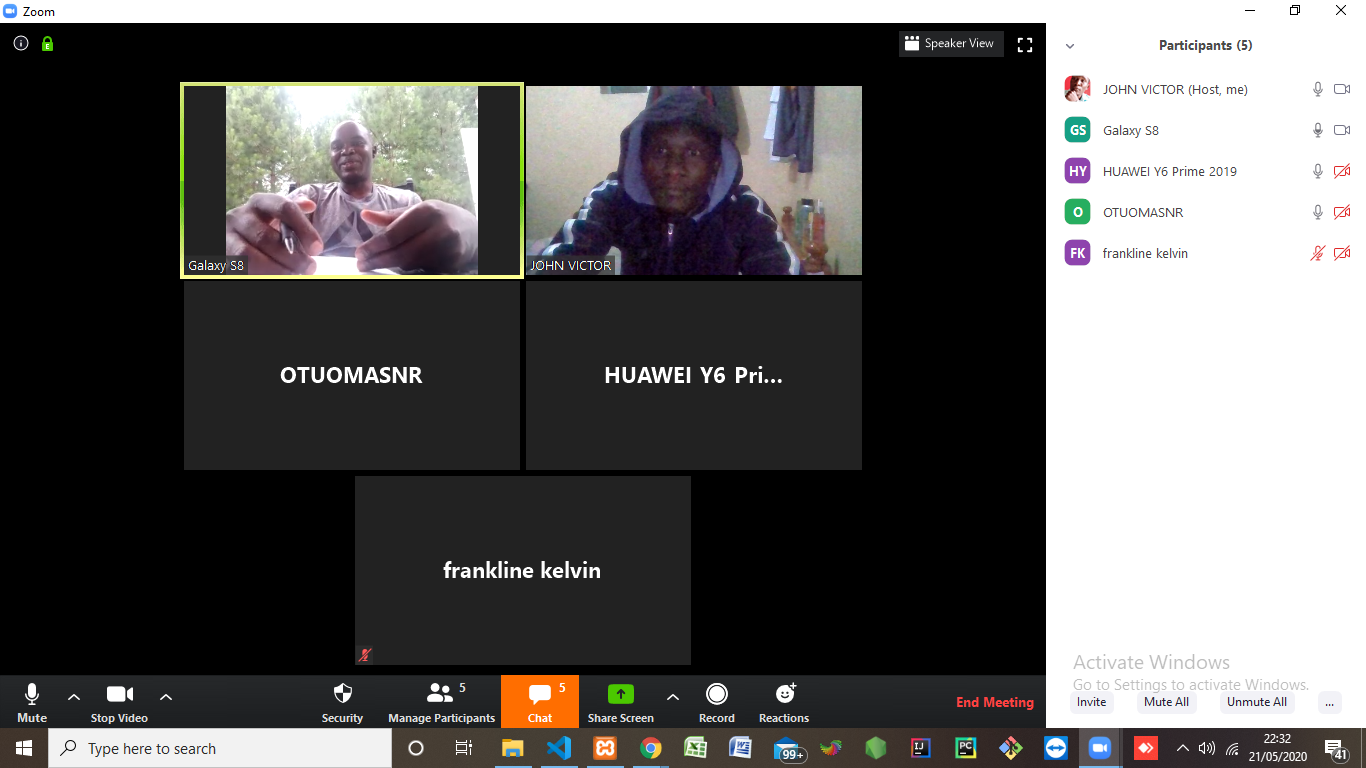 Zoom
Speaker View
Galaxy S8
JOHN VICTOR
OTUOMASNR
HUAWEI Y6 Pri...
frankline kelvin
Participants (5)
JOHN VICTOR (Host, me)
GS Galaxy S8
HY HUAWEI Y6 Prime 2019
O OTUOMASNR
FK frankline kelvin
Activate Windows
Go to Settings to activate Windows.
Invite Mute All Unmute All ...
Mute Stop Video Security Manage Participants 5 Chat 5 Share Screen Record Reactions End Meeting
Type here to search
99+
IJ
PC
22:32
21/05/2020
41